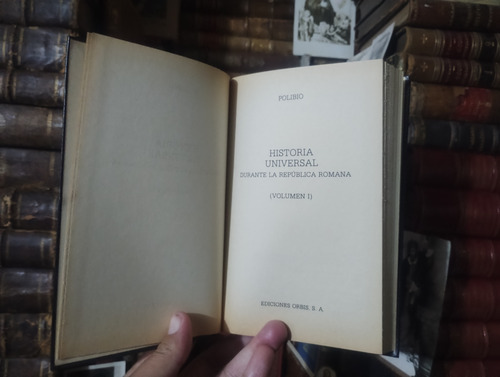 POLIBIO
HISTORIA
UNIVERSAL
DURANTE LA REPÚBLICA ROMANA
(VOLUMEN I)
EDICIONES ORBIS, S. A